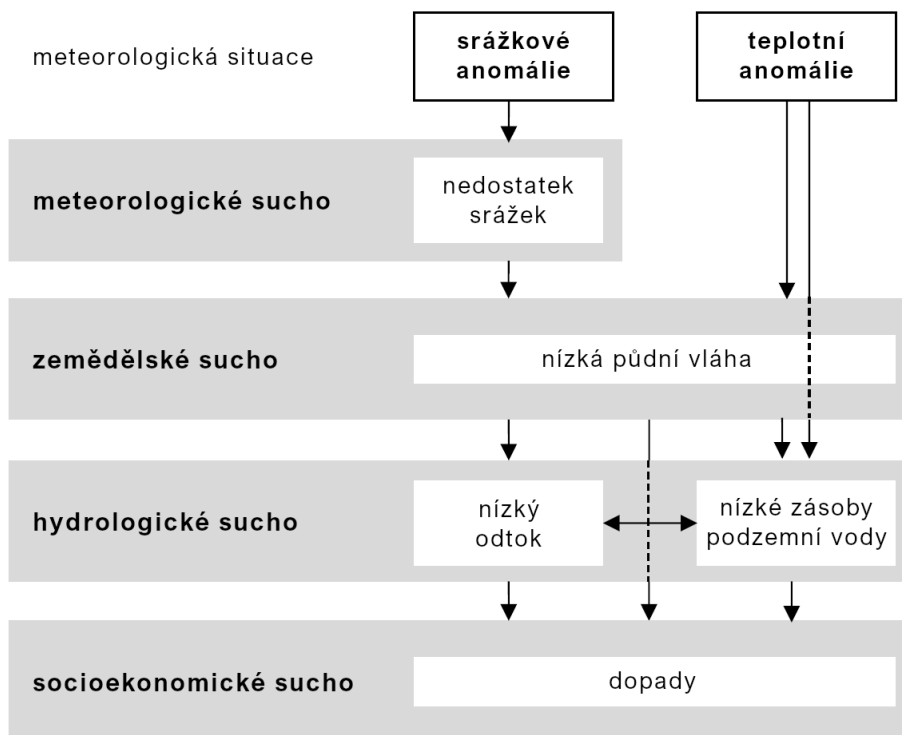 meteorologická situace
srážkové
anomálie
teplotní
anomálie
meteorologické sucho
nedostatek
srážek
zemědělské sucho
nízká půdní vláha
hydrologické sucho
nízký
odtok
nízké zásoby
podzemní vody
socioekonomické sucho
dopady